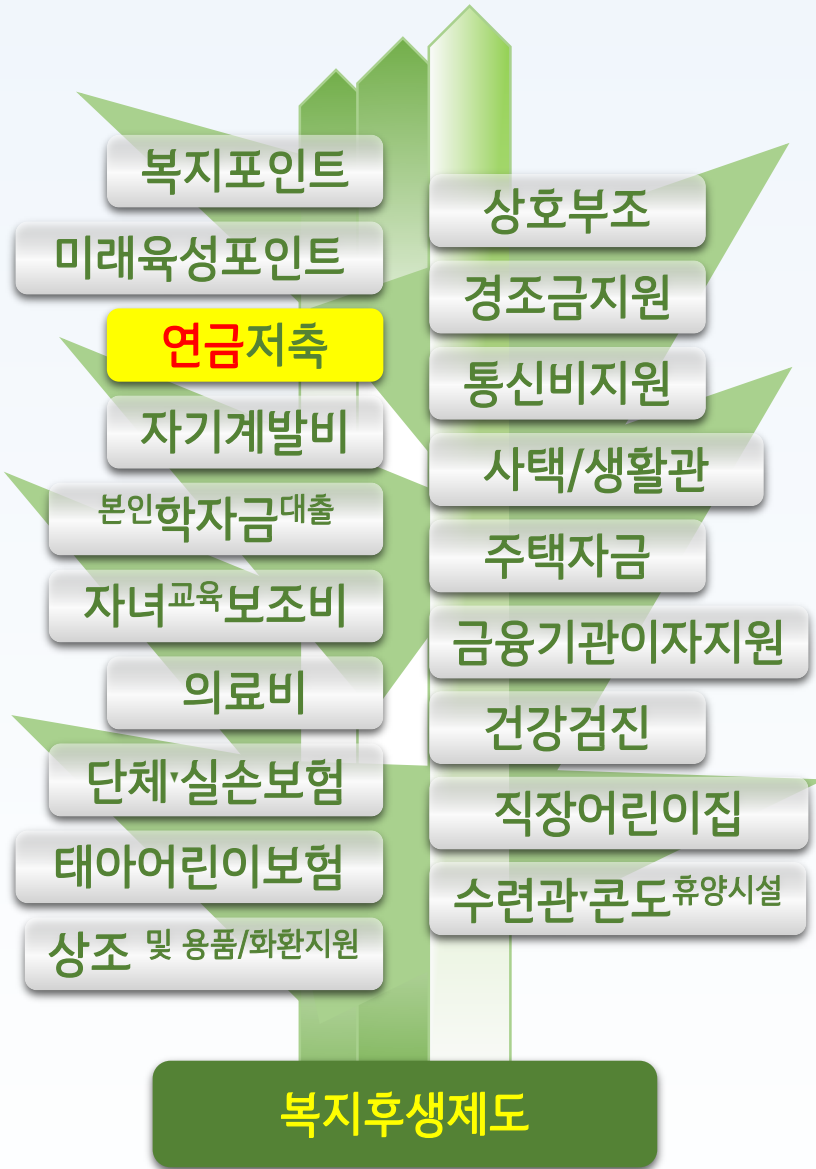 복지포인트
미래육성포인트
연금저축
자기계발비
본인학자금대출
자녀교육보조비
의료비
단체▾실손보험
태아어린이보험
상조 및 용품/화환지원
상호부조
경조금지원
통신비지원
사택/생활관
주택자금
금융기관이자지원
건강검진
직장어린이집
수련관▾콘도휴양시설
복지후생제도